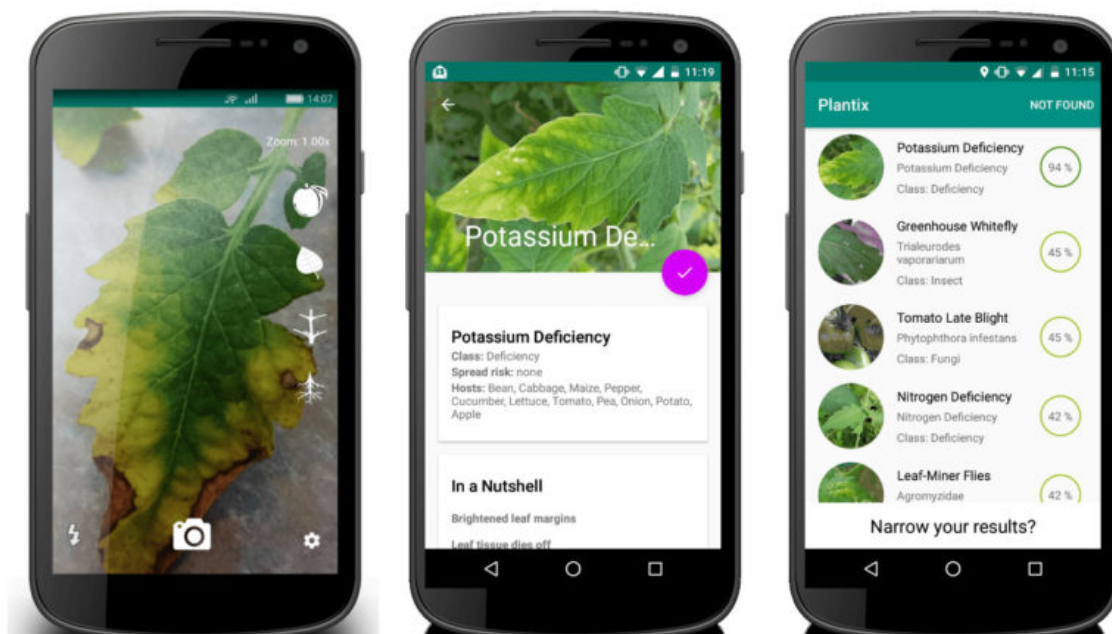 14:07
Zoom: 1.00x
11:19
Potassium De...
Potassium Deficiency
Class: Deficiency
Spread risk: none
Hosts: Bean, Cabbage, Maize, Pepper,
Cucumber, Lettuce, Tomato, Pea, Onion, Potato,
Apple
In a Nutshell
Brightened leaf margins
Leaf tissue dies off
11:15
Plantix
NOT FOUND
Potassium Deficiency
Potassium Deficiency
Class: Deficiency
94 %
Greenhouse Whitefly
Trialeurodes
vaporariarum
Class: Insect
45 %
Tomato Late Blight
Phytophthora infestans
Class: Fungi
45 %
Nitrogen Deficiency
Nitrogen Deficiency
Class: Deficiency
42 %
Leaf-Miner Flies
Agromyzidae
42 %
Narrow your results?